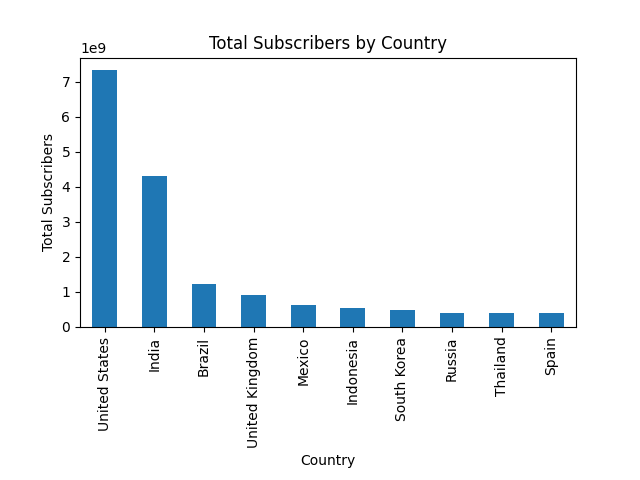 Total Subscribers by Country
1e9
7
6
5
4
3
2
1
0
Total Subscribers
United States
India
Brazil
United Kingdom
Mexico
Indonesia
South Korea
Russia
Thailand
Spain
Country